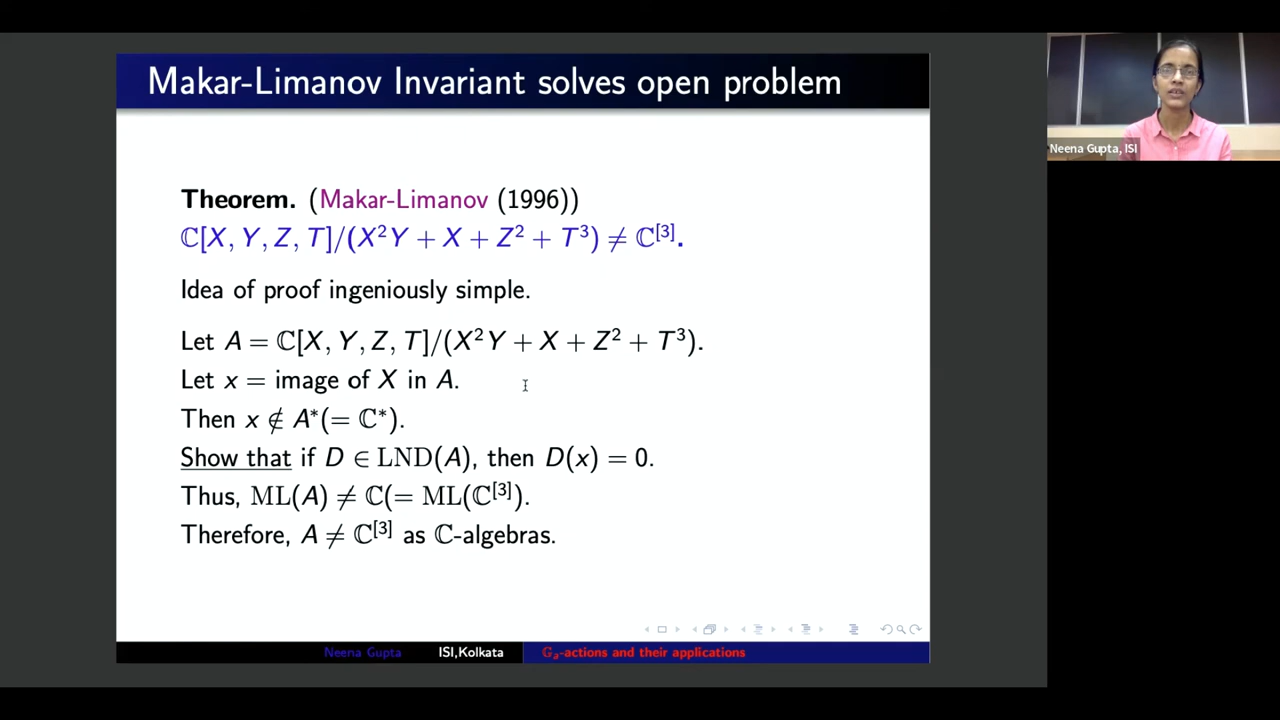 Makar-Limanov Invariant solves open problem
Neena Gupta, ISI
Theorem. (Makar-Limanov (1996))
ℂ[X, Y, Z, T]/(X²Y + X + Z² + T³) ≠ ℂ^[3].
Idea of proof ingeniously simple.
Let A = ℂ[X, Y, Z, T]/(X²Y + X + Z² + T³).
Let x = image of X in A.
Then x ∉ A*(= ℂ*).
Show that if D ∈ LND(A), then D(x) = 0.
Thus, ML(A) ≠ ℂ(= ML(ℂ^[3]).
Therefore, A ≠ ℂ^[3] as ℂ-algebras.
Neena Gupta ISI,Kolkata 𝔾ₐ-actions and their applications